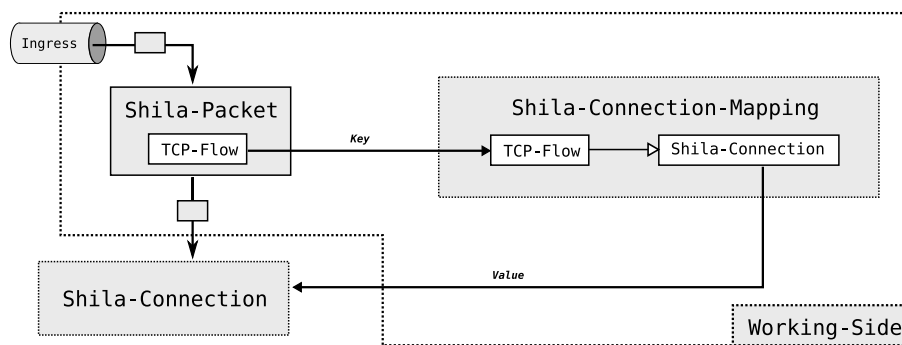 Ingress
Shila-Packet
Shila-Connection-Mapping
TCP-Flow
Key
TCP-Flow
Shila-Connection
Shila-Connection
Value
Working-Side